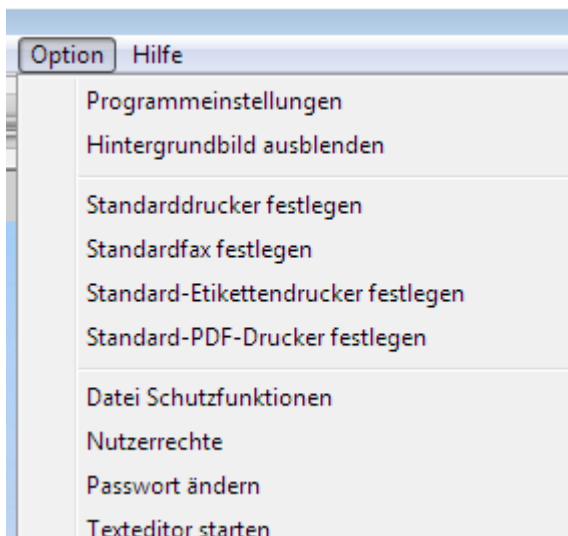 Option Hilfe
Programmeinstellungen
Hintergrundbild ausblenden
Standarddrucker festlegen
Standardfax festlegen
Standard-Etikettendrucker festlegen
Standard-PDF-Drucker festlegen
Datei Schutzfunktionen
Nutzerrechte
Passwort ändern
Texteditor starten